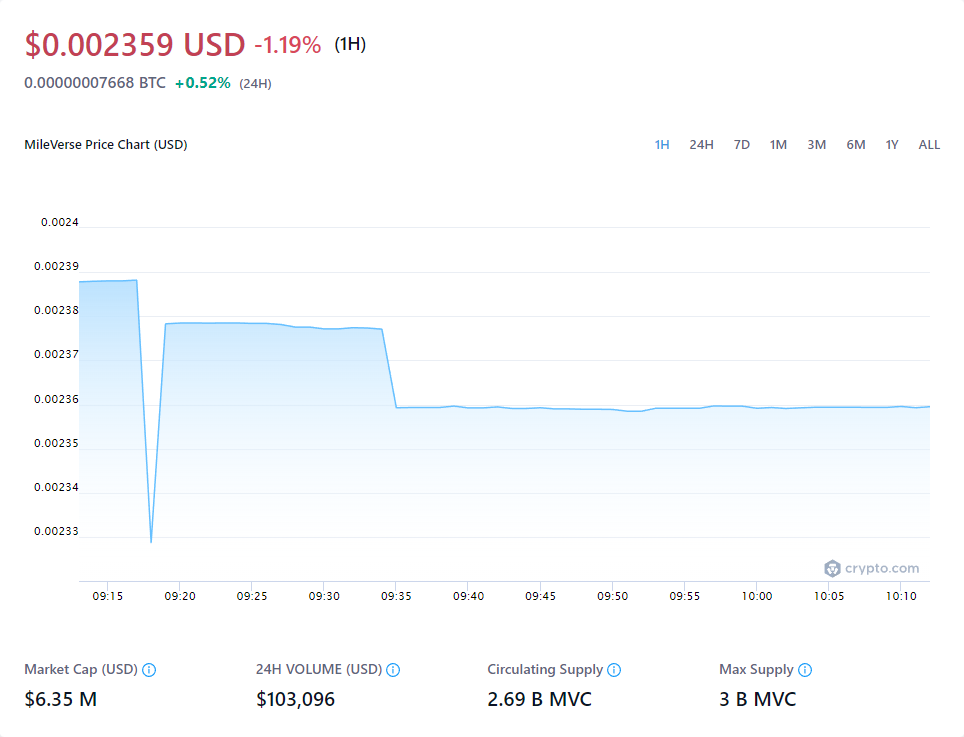 $0.002359 USD -1.19% (1H)
0.00000007668 BTC +0.52% (24H)
MileVerse Price Chart (USD) 1H 24H 7D 1M 3M 6M 1Y ALL
0.0024
0.00239
0.00238
0.00237
0.00236
0.00235
0.00234
0.00233
crypto.com
09:15 09:20 09:25 09:30 09:35 09:40 09:45 09:50 09:55 10:00 10:05 10:10
Market Cap (USD) 24H VOLUME (USD) Circulating Supply Max Supply
$6.35 M $103,096 2.69 B MVC 3 B MVC